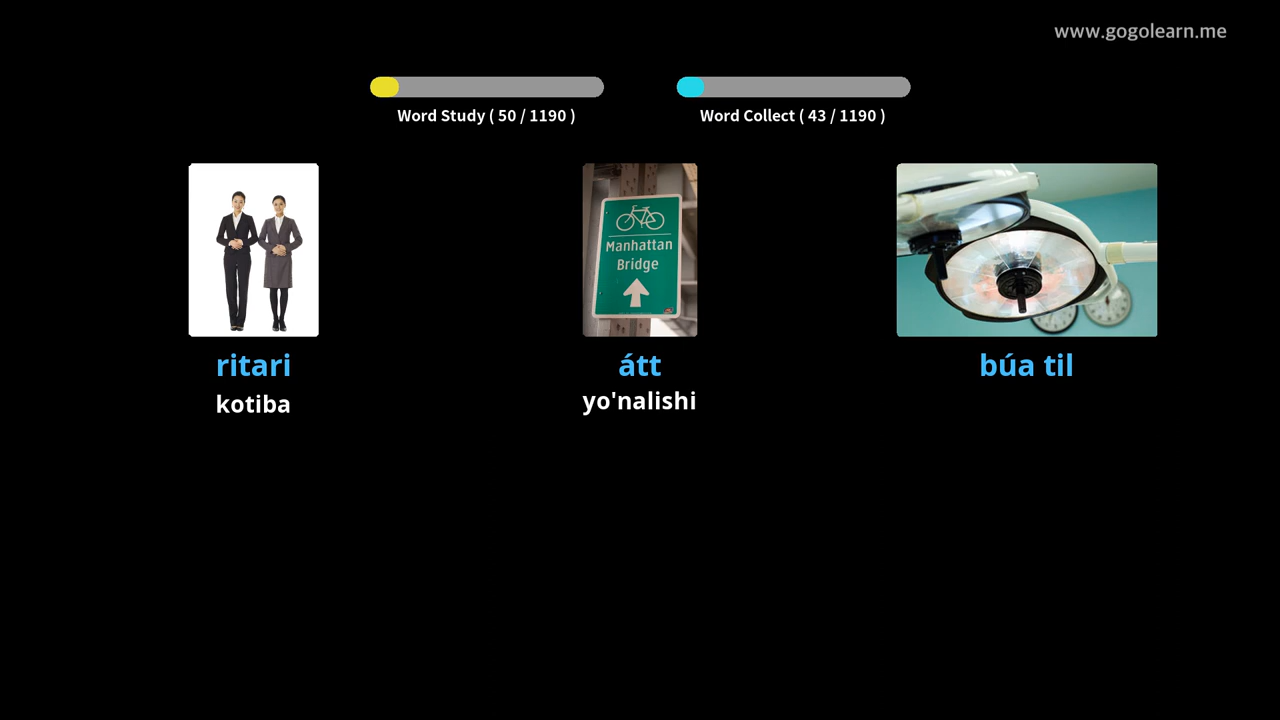 www.gogolearn.me
Word Study ( 50 / 1190 )
Word Collect ( 43 / 1190 )
Manhattan
Bridge
ritari
átt
búa til
kotiba
yo'nalishi